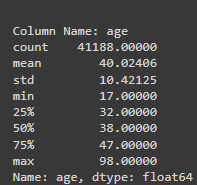 Column Name: age
count    41188.00000
mean        40.02406
std         10.42125
min         17.00000
25%         32.00000
50%         38.00000
75%         47.00000
max         98.00000
Name: age, dtype: float64